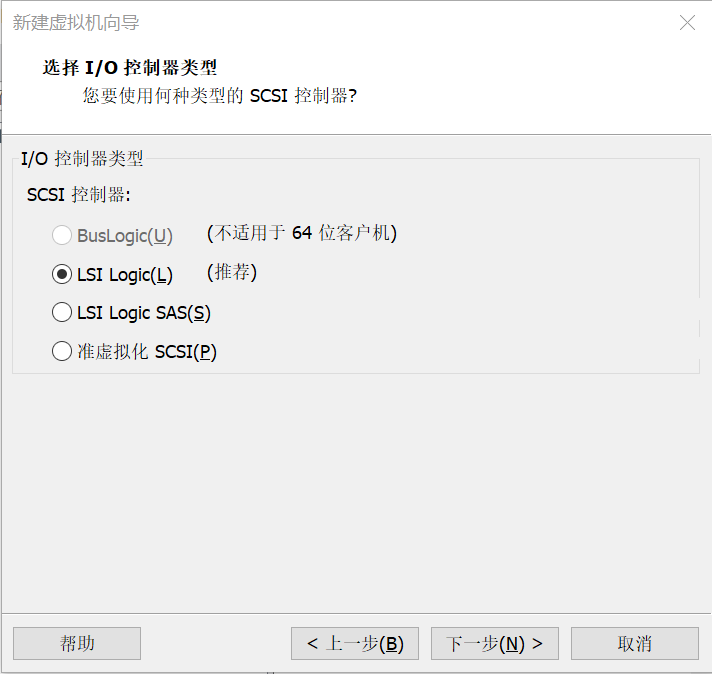 新建虚拟机向导
选择 I/O 控制器类型
您要使用何种类型的 SCSI 控制器?
I/O 控制器类型
SCSI 控制器:
BusLogic(U) (不适用于 64 位客户机)
LSI Logic(L) (推荐)
LSI Logic SAS(S)
准虚拟化 SCSI(P)
帮助 < 上一步(B) 下一步(N) > 取消